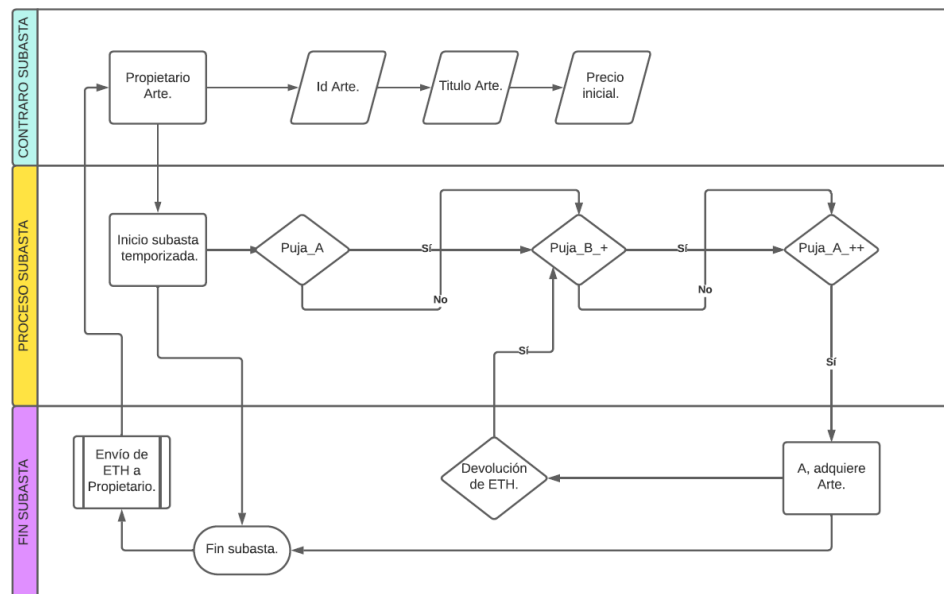 CONTRARO SUBASTA
Propietario
Arte.
Id Arte.
Titulo Arte.
Precio
inicial.
PROCESO SUBASTA
Inicio subasta
temporizada.
Puja_A
Sí
No
Puja_B_+
Sí
No
Puja_A_++
Sí
Sí
FIN SUBASTA
Envío de
ETH a
Propietario.
Fin subasta.
Devolución
de ETH.
A, adquiere
Arte.